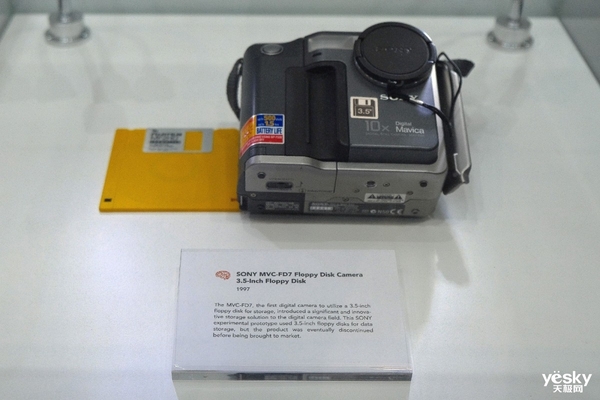 SONY
SONY
3.5"
10x Digital Mavica
BATTERY LIFE
SONY MVC-FD7 Floppy Disk Camera
3.5-Inch Floppy Disk
1997
The MVC-FD7, the first digital camera to utilize a 3.5-inch
floppy disk for storage, introduced a significant and innova-
tive storage solution to the digital camera field. This SONY
experimental prototype used 3.5-inch floppy disks for data
storage, but the product was eventually discontinued
before being brought to market.
yesky
天极网